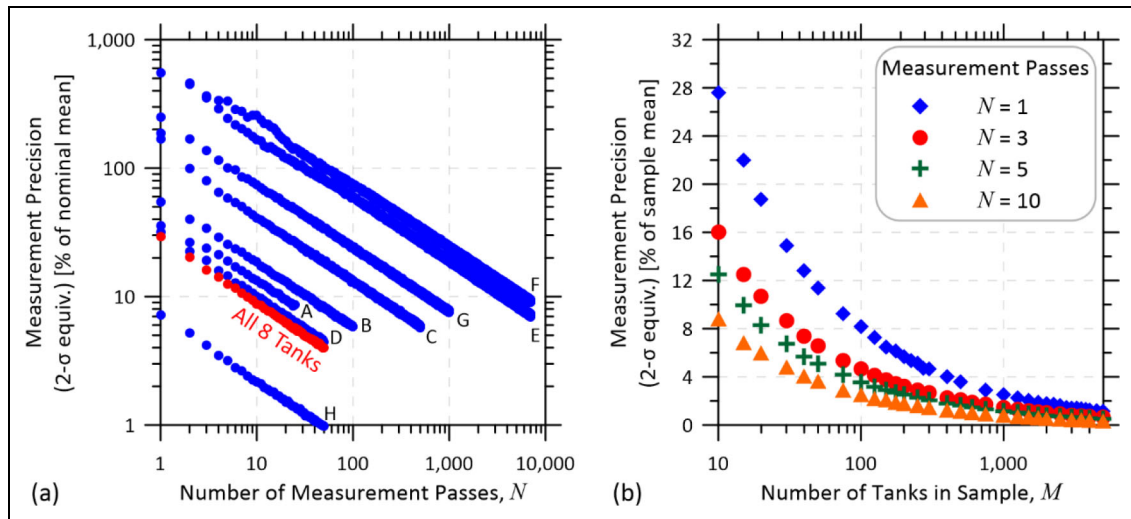 1,000
100
10
1
Measurement Precision
(2-σ equiv.) [% of nominal mean]
A
B
C
D
E
F
G
H
All 8 Tanks
1
10
100
1,000
10,000
(a)
Number of Measurement Passes, N
32
28
24
20
16
12
8
4
0
Measurement Precision
(2-σ equiv.) [% of sample mean]
Measurement Passes
N = 1
N = 3
N = 5
N = 10
10
100
1,000
(b)
Number of Tanks in Sample, M